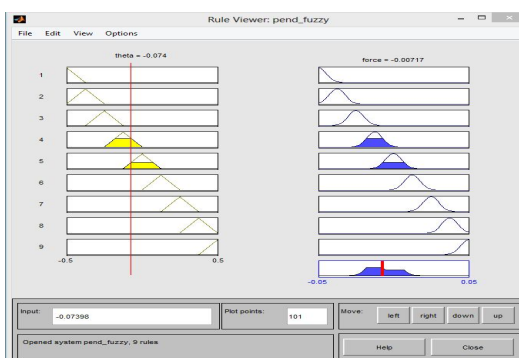 Rule Viewer: pend_fuzzy
File Edit View Options
theta = -0.074
force = -0.00717
1
2
3
4
5
6
7
8
9
-0.5 0.5
-0.05 0.05
Input: -0.07398
Plot points: 101
Move: left right down up
Opened system pend_fuzzy, 9 rules
Help Close